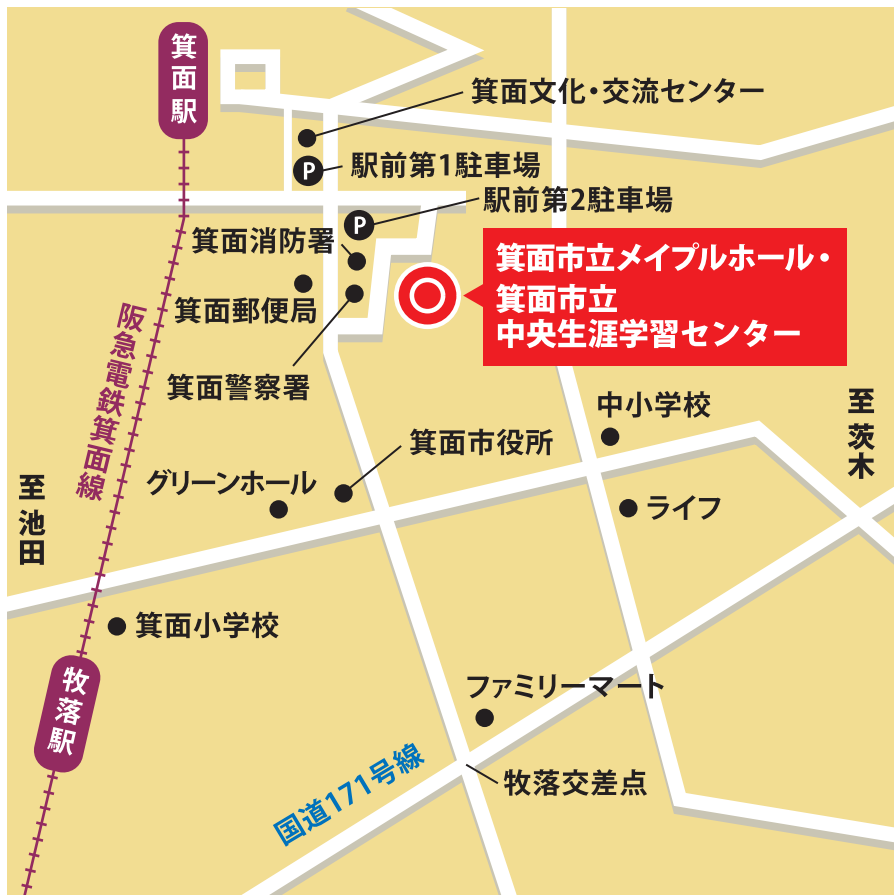 箕面駅
箕面文化・交流センター
P
駅前第1駐車場
駅前第2駐車場
P
箕面消防署
箕面市立メイプルホール・
箕面市立
中央生涯学習センター
箕面郵便局
阪急電鉄箕面線
箕面警察署
中小学校
至茨木
箕面市役所
グリーンホール
至池田
ライフ
箕面小学校
牧落駅
ファミリーマート
国道171号線
牧落交差点